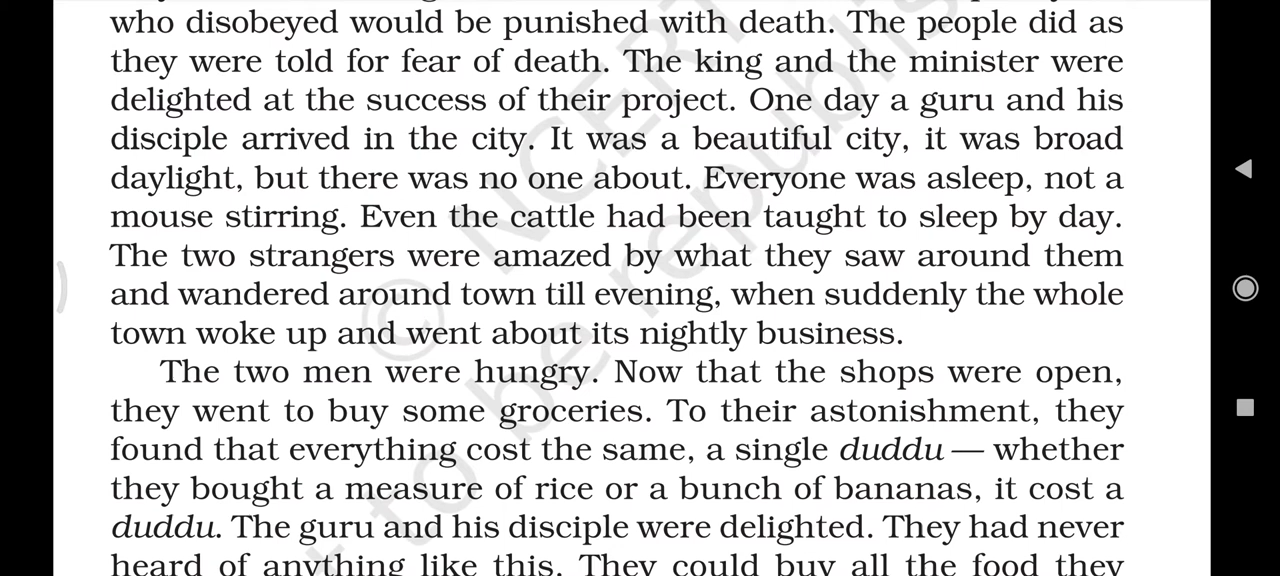 who disobeyed would be punished with death. The people did as
they were told for fear of death. The king and the minister were
delighted at the success of their project. One day a guru and his
disciple arrived in the city. It was a beautiful city, it was broad
daylight, but there was no one about. Everyone was asleep, not a
mouse stirring. Even the cattle had been taught to sleep by day.
The two strangers were amazed by what they saw around them
and wandered around town till evening, when suddenly the whole
town woke up and went about its nightly business.
The two men were hungry. Now that the shops were open,
they went to buy some groceries. To their astonishment, they
found that everything cost the same, a single duddu — whether
they bought a measure of rice or a bunch of bananas, it cost a
duddu. The guru and his disciple were delighted. They had never
heard of anything like this. They could buy all the food they
© NCERT
to be republis